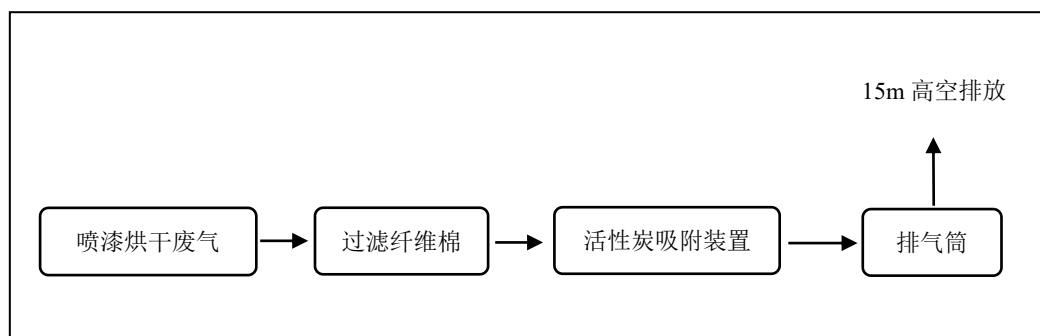 15m 高空排放
喷漆烘干废气
过滤纤维棉
活性炭吸附装置
排气筒